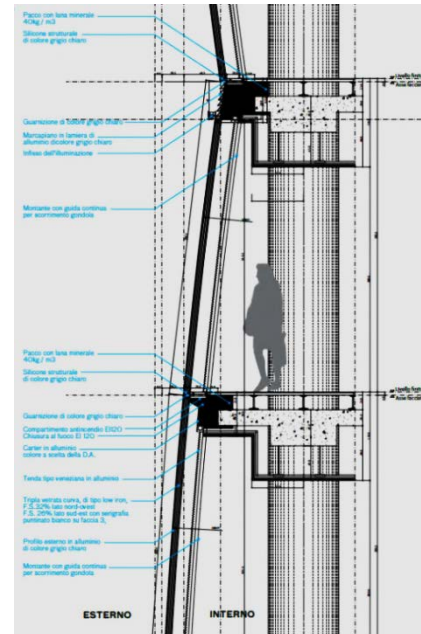 Pacco con lana minerale
40kg / m3
Silicone strutturale
di colore grigio chiaro
Guarnizione di colore grigio chiaro
Marcapiano in lamiera di
alluminio dicolore grigio chiaro
Infisso dell'illuminazione
Montante con guida continua
per scorrimento gondola
Pacco con lana minerale
40kg / m3
Silicone strutturale
di colore grigio chiaro
Guarnizione di colore grigio chiaro
Compartimento antincendio EI120
Chiusura al fuoco EI 120
Carter in alluminio
colore a scelta della D.A.
Tenda tipo veneziana in alluminio
Tripla vetrata curva, di tipo low iron,
F.S.32% lato nord-ovest
F.S. 26% lato sud-est con serigrafia
puntinato bianco su faccia 3,
Profilo esterno in alluminio
di colore grigio chiaro
Montante con guida continua
per scorrimento gondola
ESTERNO
INTERNO